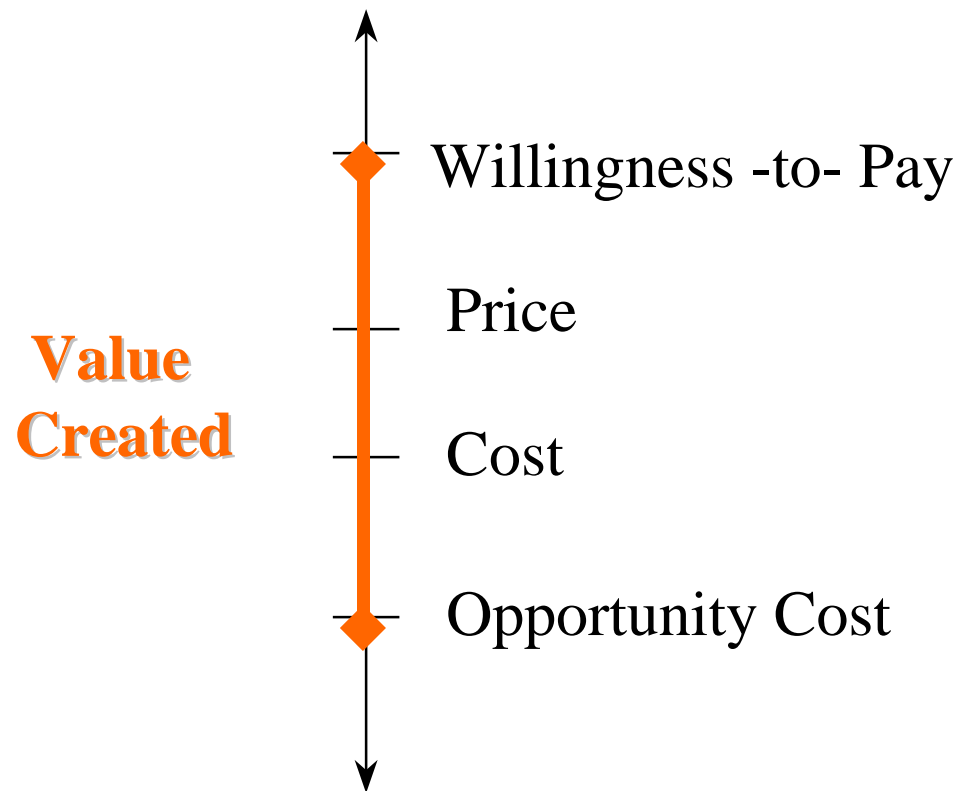 Willingness -to- Pay
Price
Value
Created
Cost
Opportunity Cost